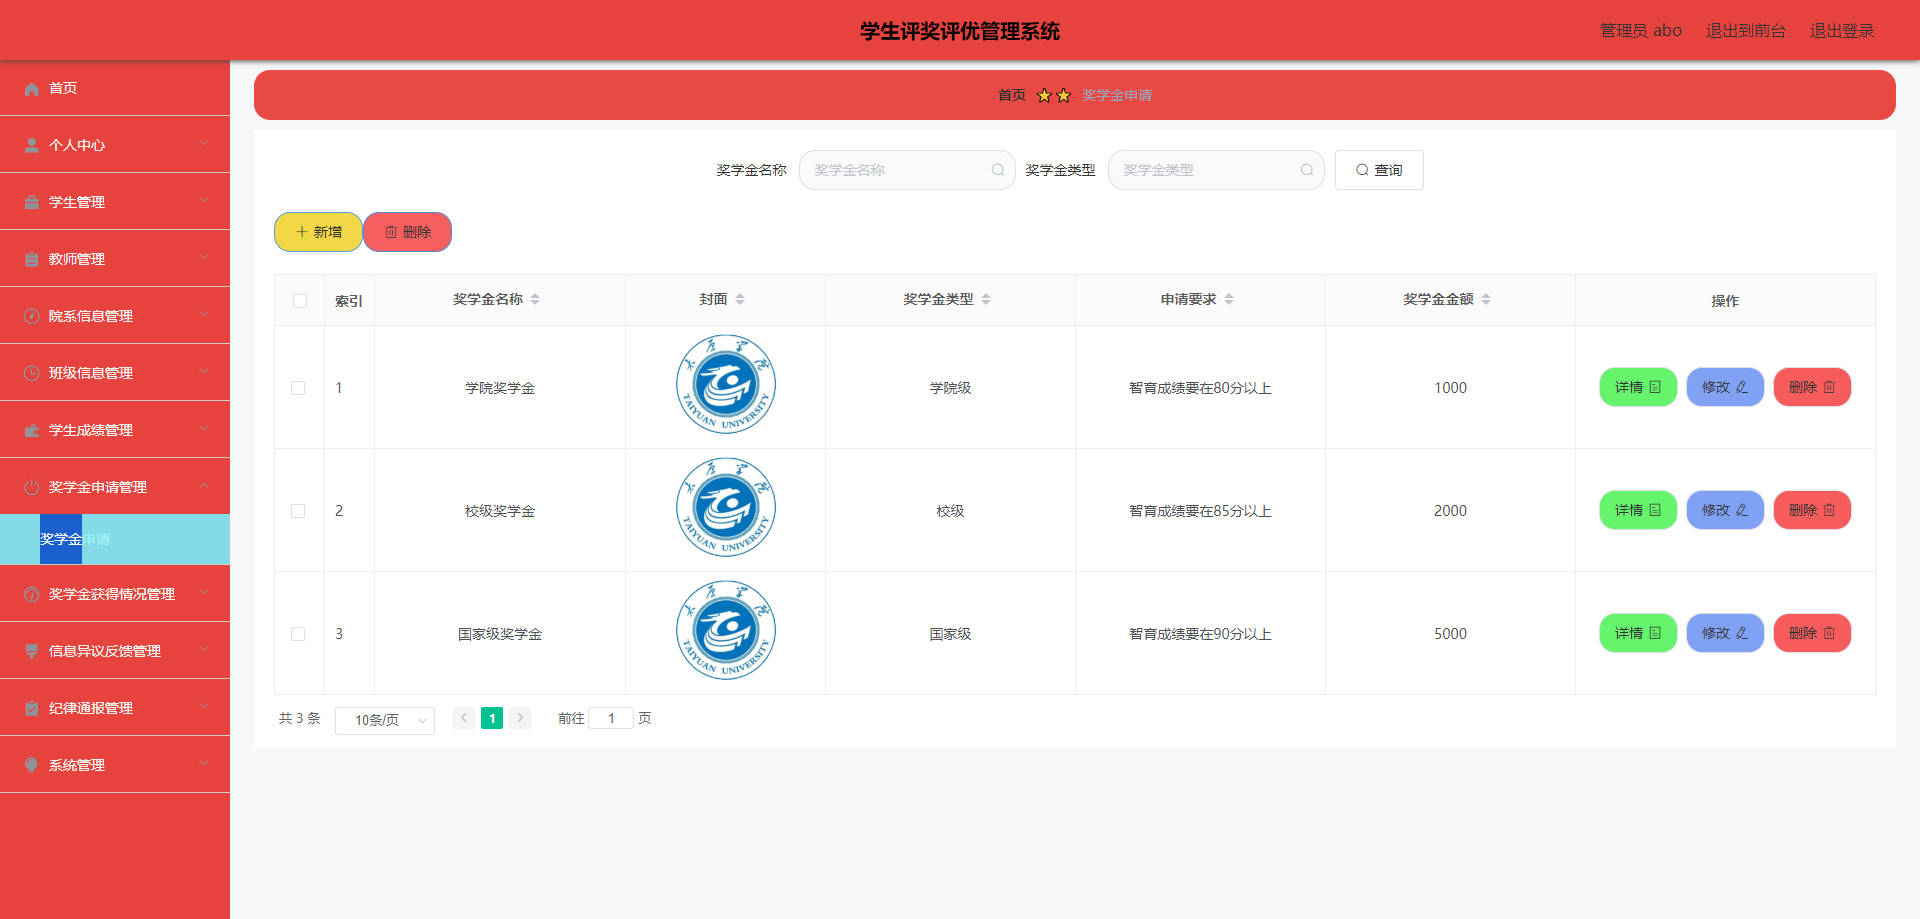 学生评奖评优管理系统
管理员 abo 退出到前台 退出登录
首页
个人中心
学生管理
教师管理
院系信息管理
班级信息管理
学生成绩管理
奖学金申请管理
奖学金申请
奖学金获得情况管理
信息异议反馈管理
纪律通报管理
系统管理
首页 奖学金申请
奖学金名称 奖学金名称 奖学金类型 奖学金类型 查询
新增 删除
索引 奖学金名称 封面 奖学金类型 申请要求 奖学金金额 操作
太原学院
TAIYUAN UNIVERSITY
1 学院奖学金 学院级 智育成绩要在80分以上 1000 详情 修改 删除
太原学院
TAIYUAN UNIVERSITY
2 校级奖学金 校级 智育成绩要在85分以上 2000 详情 修改 删除
太原学院
TAIYUAN UNIVERSITY
3 国家级奖学金 国家级 智育成绩要在90分以上 5000 详情 修改 删除
共 3 条 10条/页 1 前往 1 页